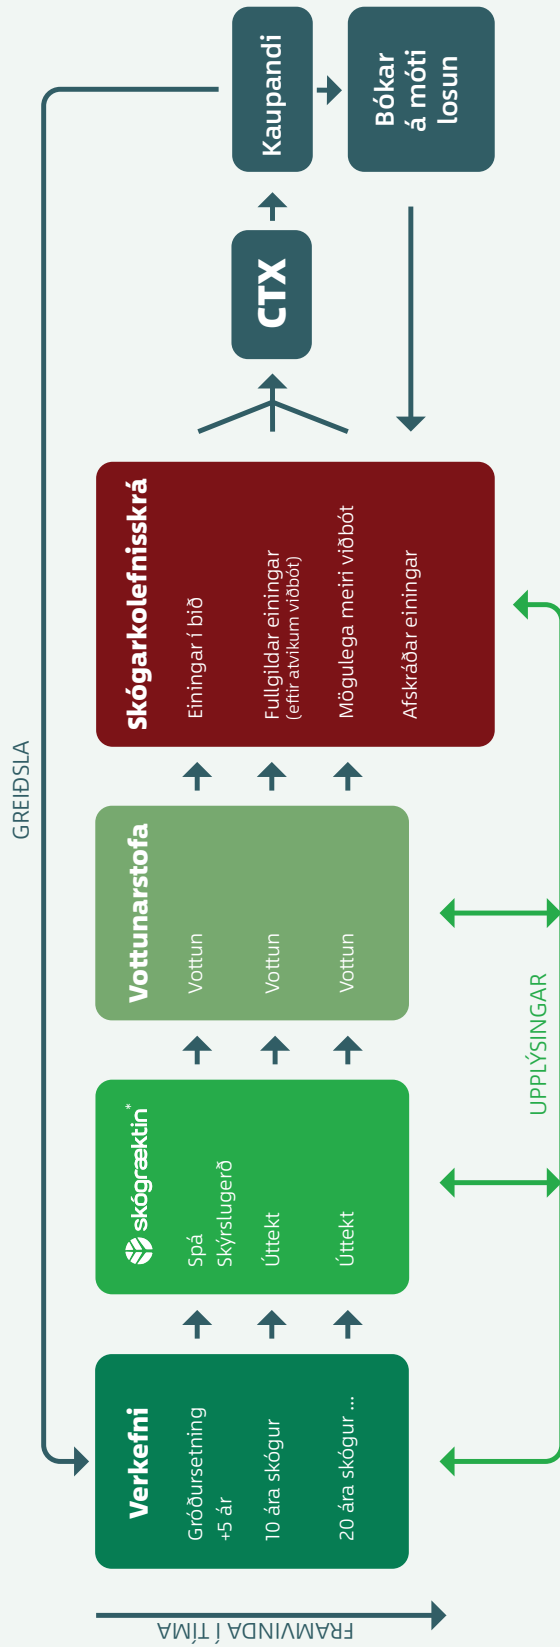 GREIÐSLA
FRAMVINDA Í TÍMA
Verkefni
Gróðursetning
+5 ár
10 ára skógur
20 ára skógur ...
skógræktin*
Spá
Skýrslugerð
Úttekt
Úttekt
Vottunarstofa
Vottun
Vottun
Vottun
Skógarkolefnisskrá
Einingar í bið
Fullgildar einingar
(eftir atvikum viðbót)
Mögulega meiri viðbót
Afskráðar einingar
CTX
Kaupandi
Bókar
á móti
losun
UPPLÝSINGAR